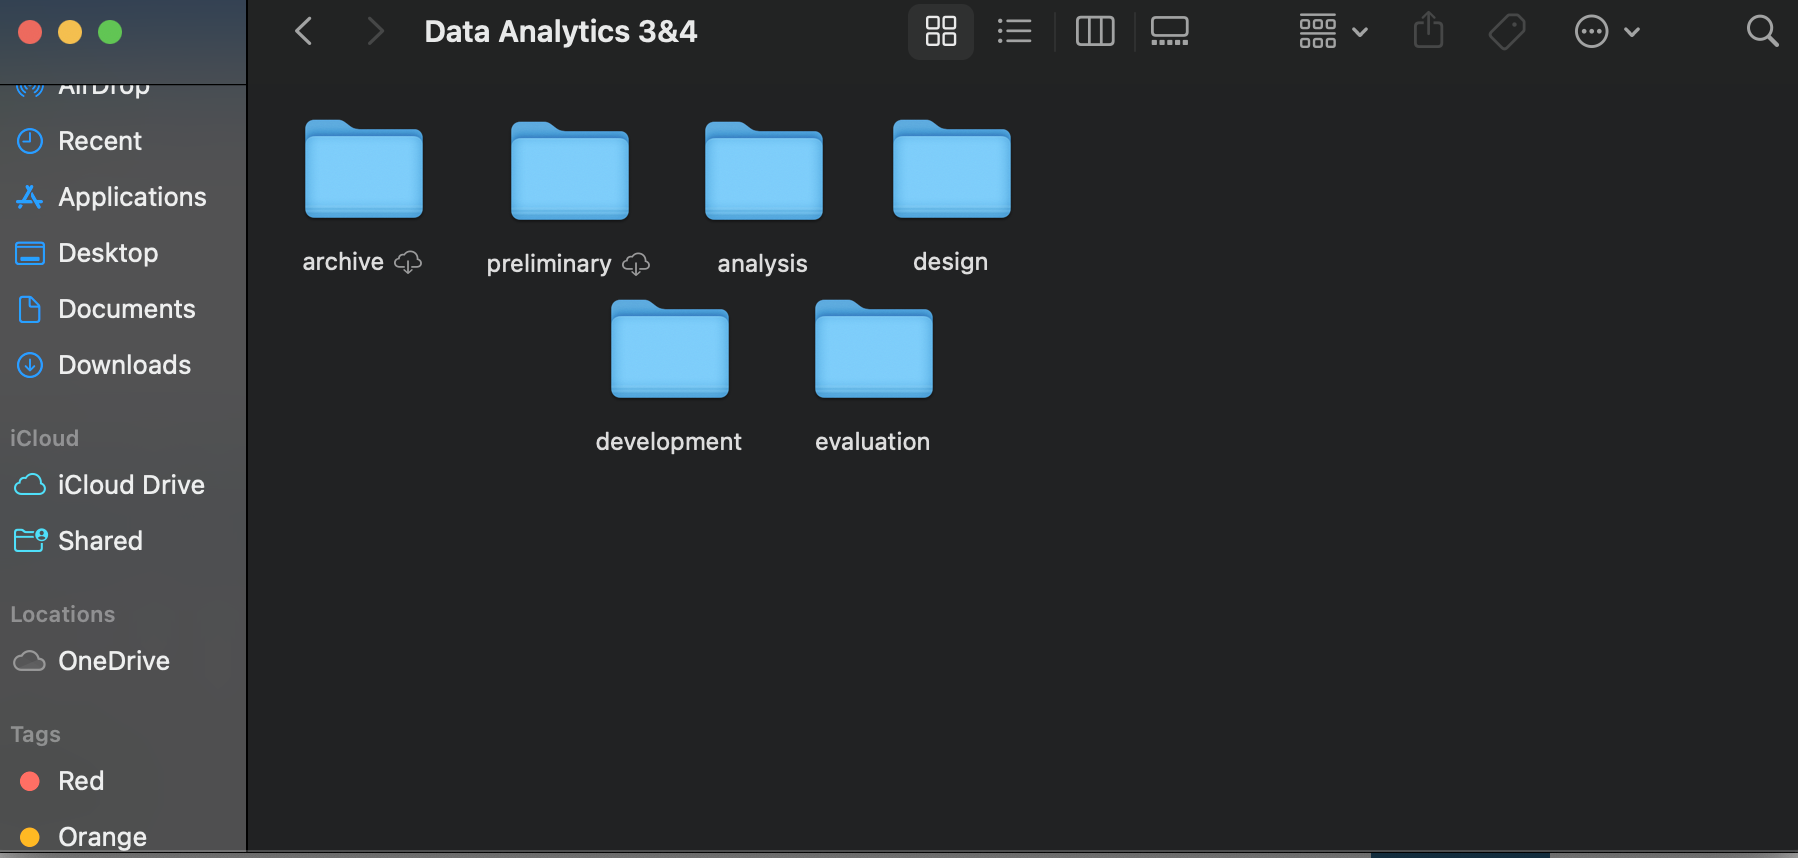 Data Analytics 3&4
AirDrop
Recent
Applications
Desktop
Documents
Downloads
iCloud
iCloud Drive
Shared
Locations
OneDrive
Tags
Red
Orange
archive
preliminary
analysis
design
development
evaluation